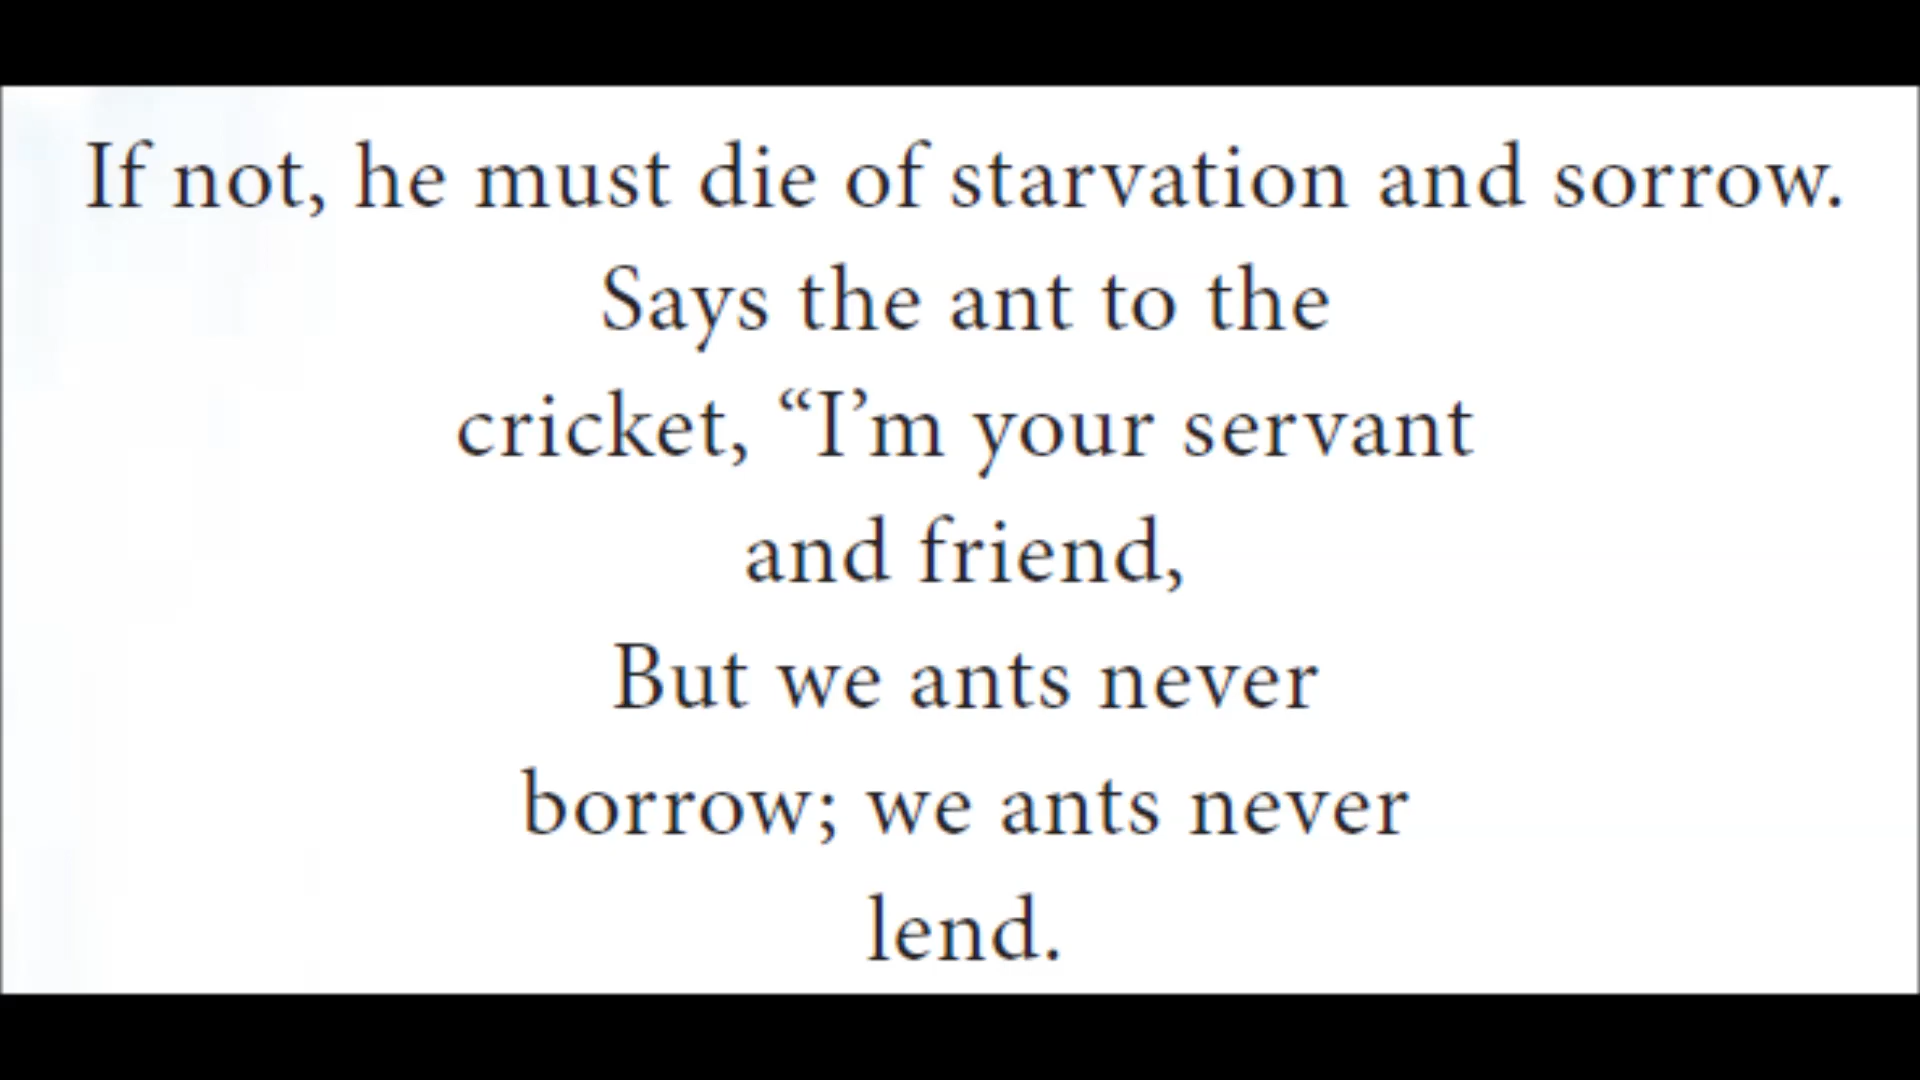 If not, he must die of starvation and sorrow.
Says the ant to the
cricket, “I’m your servant
and friend,
But we ants never
borrow; we ants never
lend.